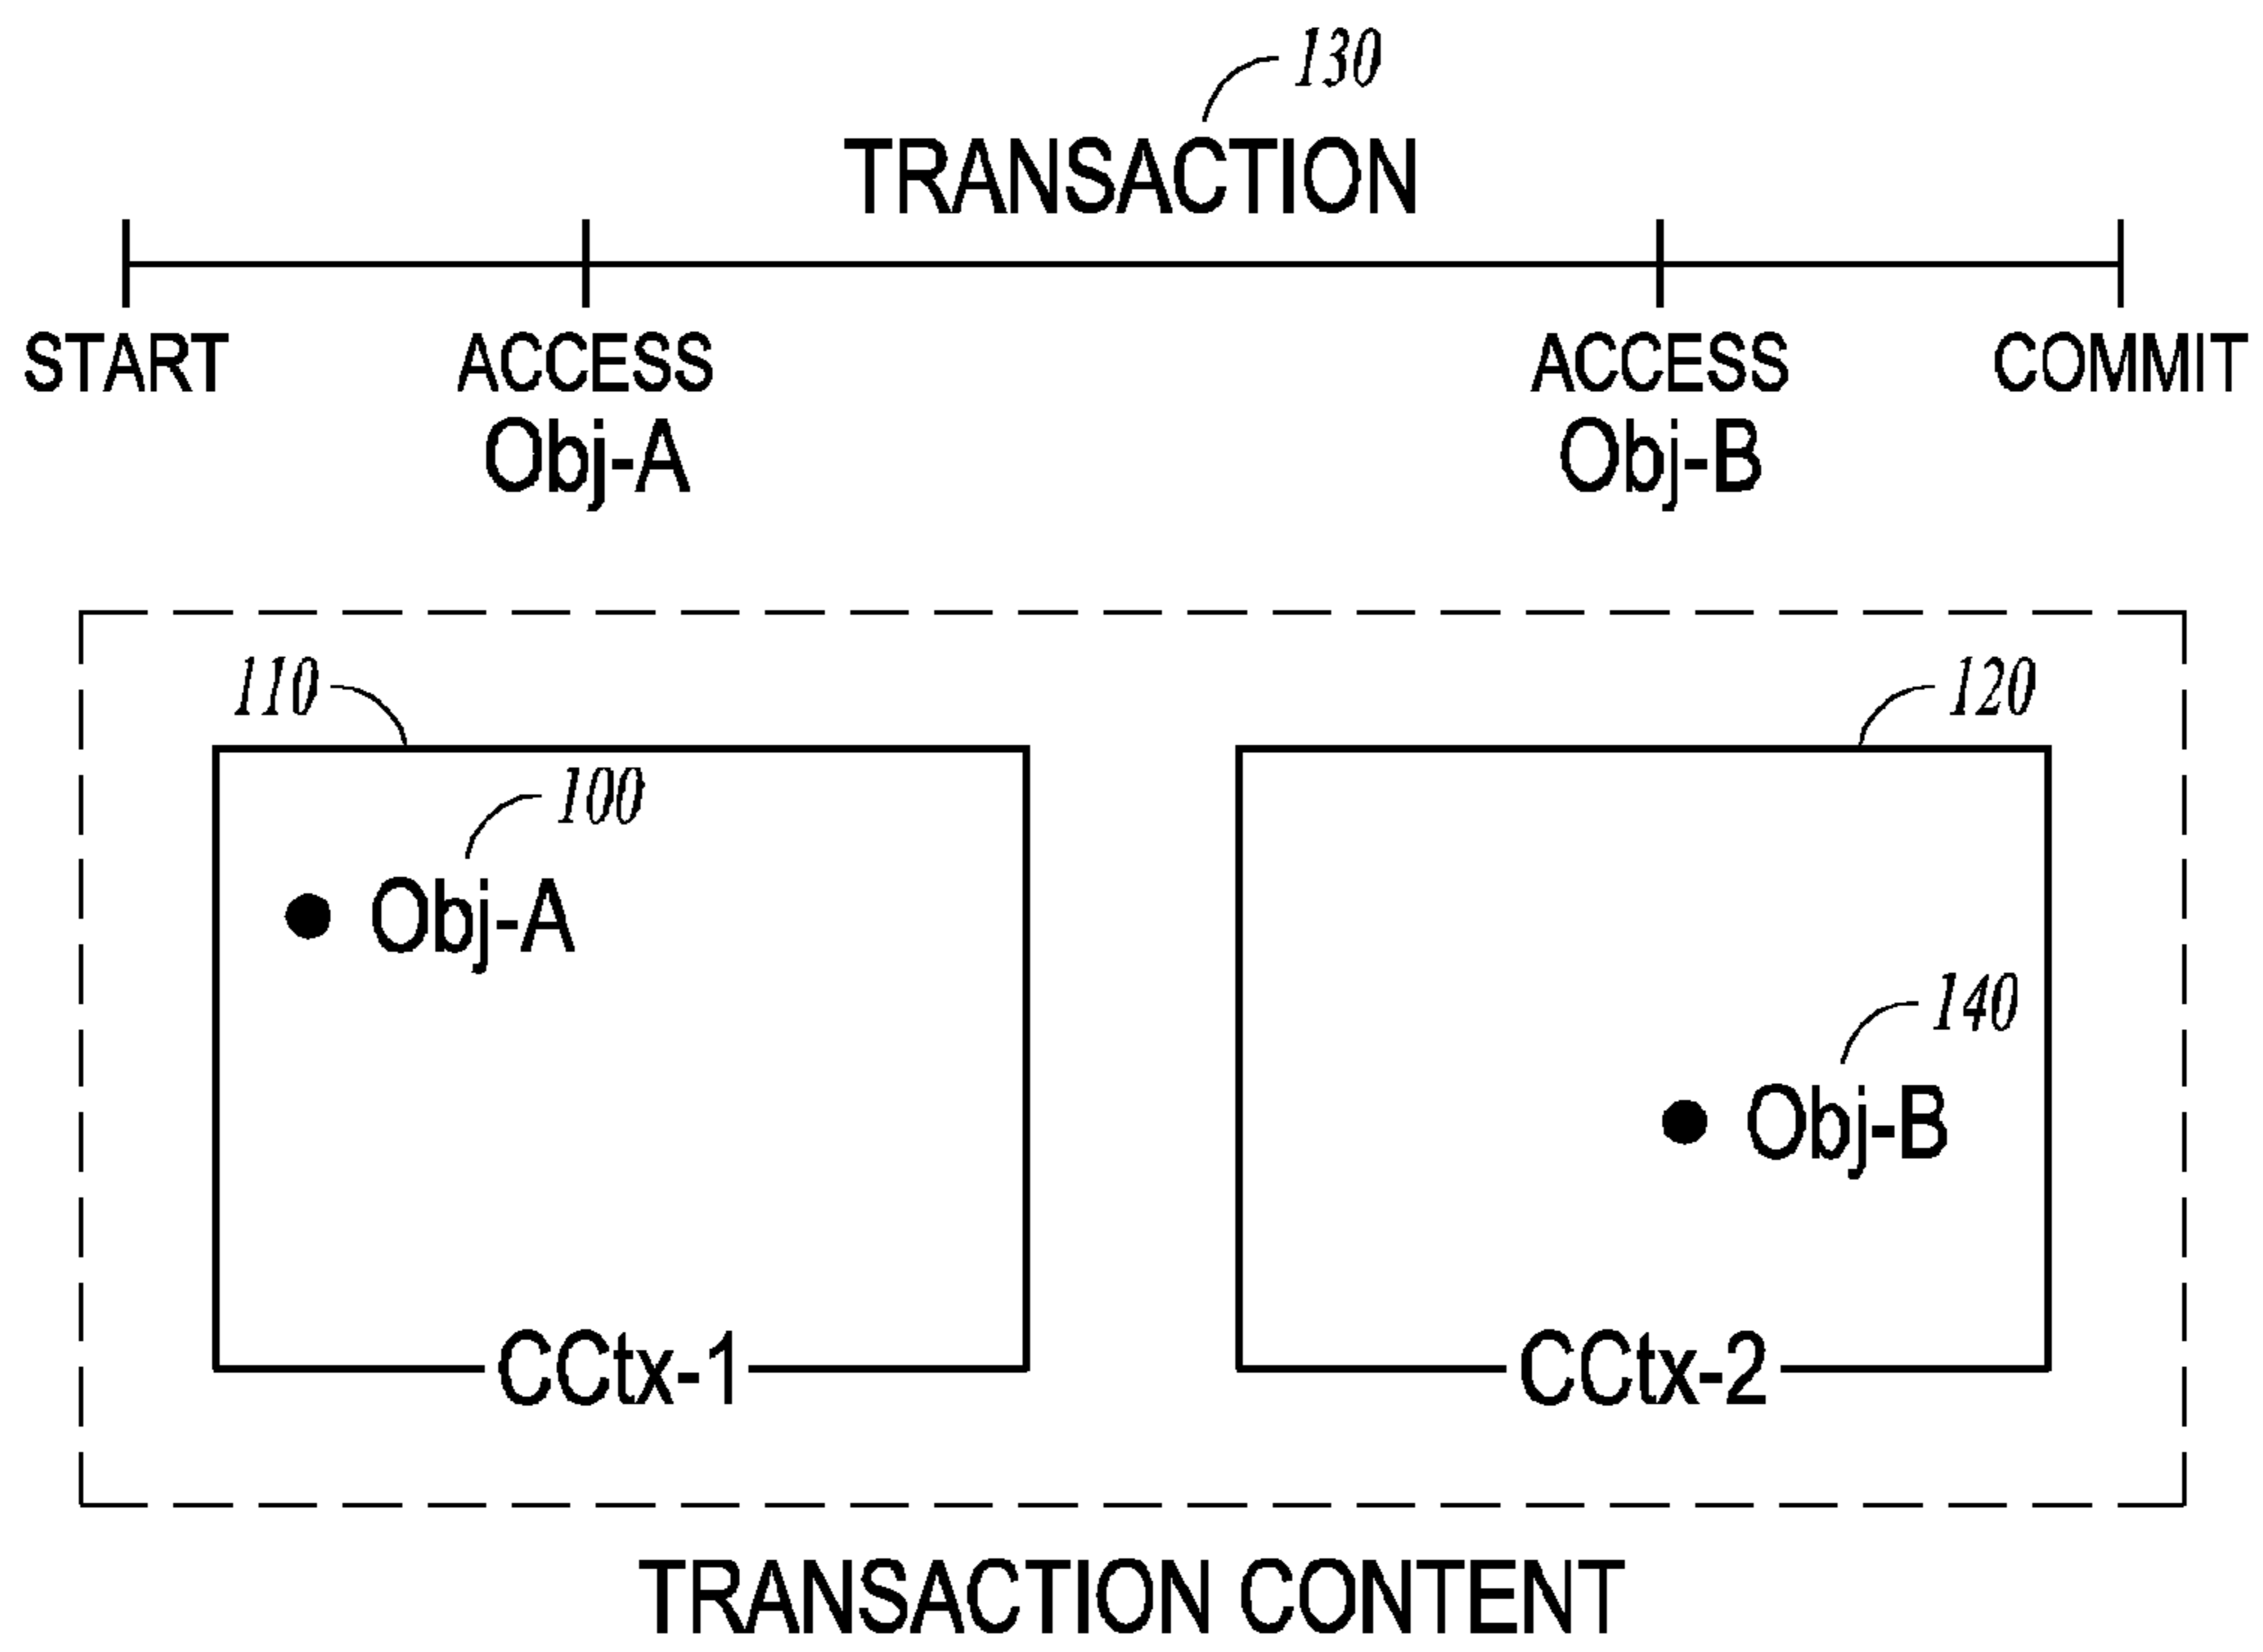 130
TRANSACTION
START ACCESS ACCESS COMMIT
Obj-A Obj-B
110 120
100
Obj-A
140
Obj-B
CCtx-1 CCtx-2
TRANSACTION CONTENT